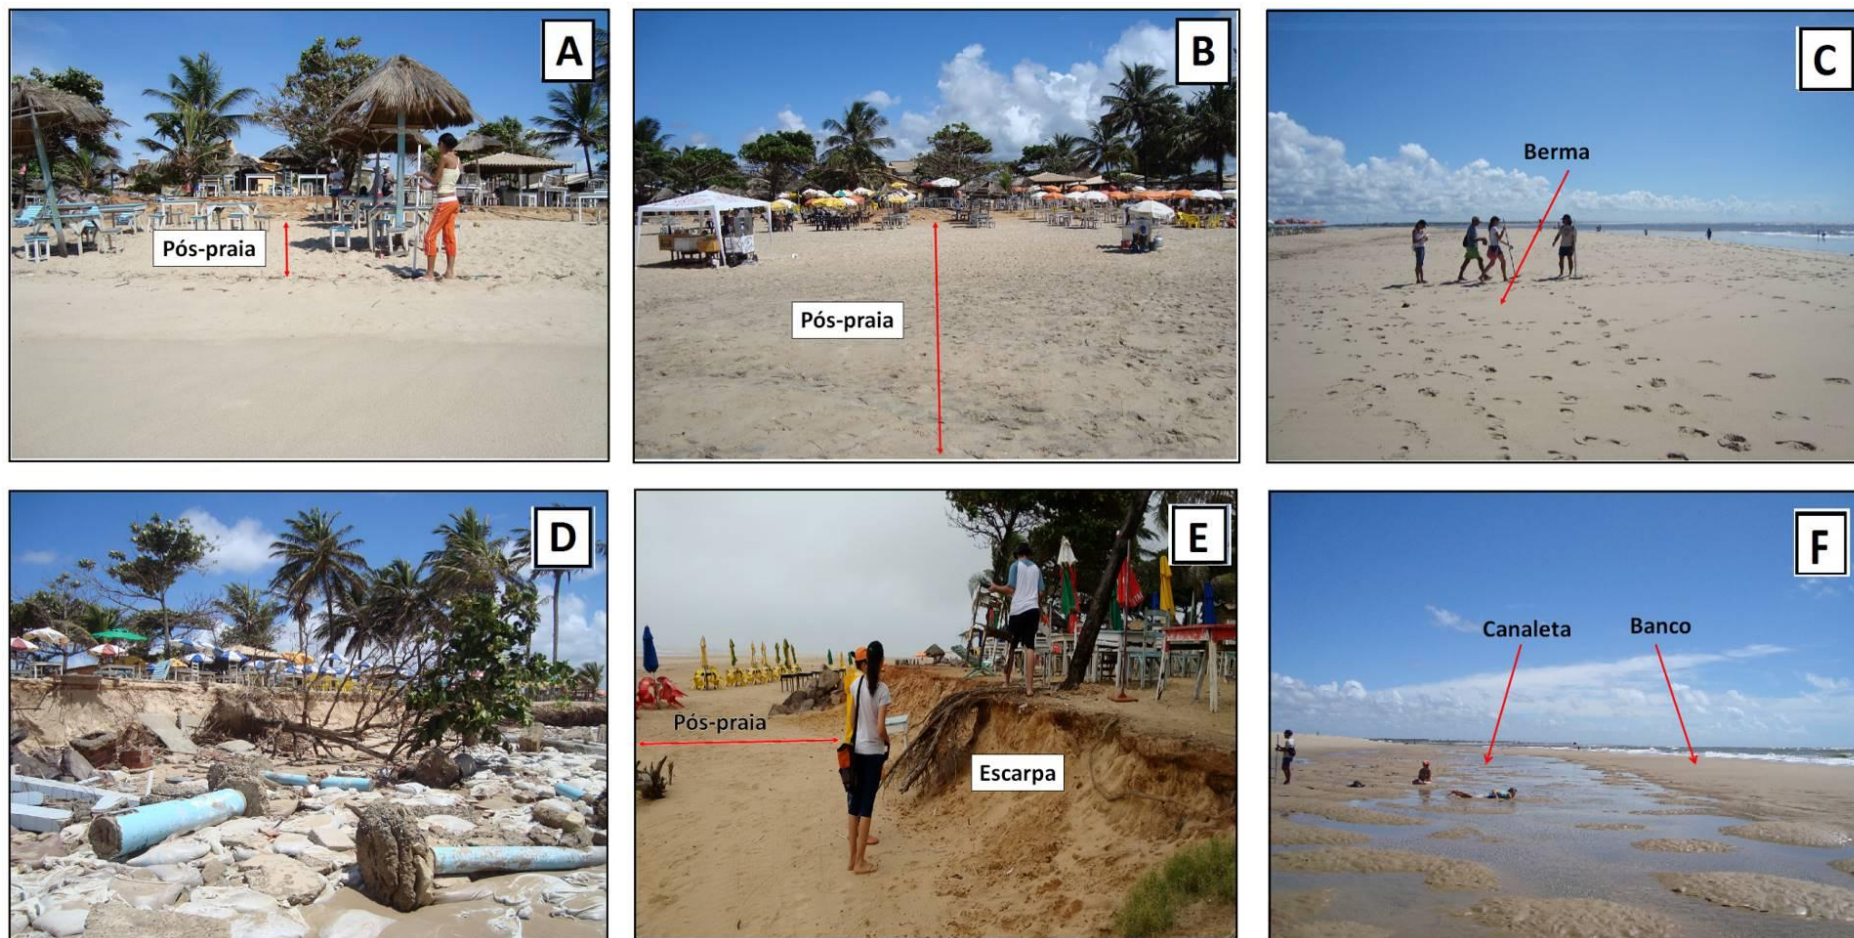 A
Pós-praia
B
Pós-praia
C
Berma
D
E
Pós-praia
Escarpa
F
Canaleta
Banco